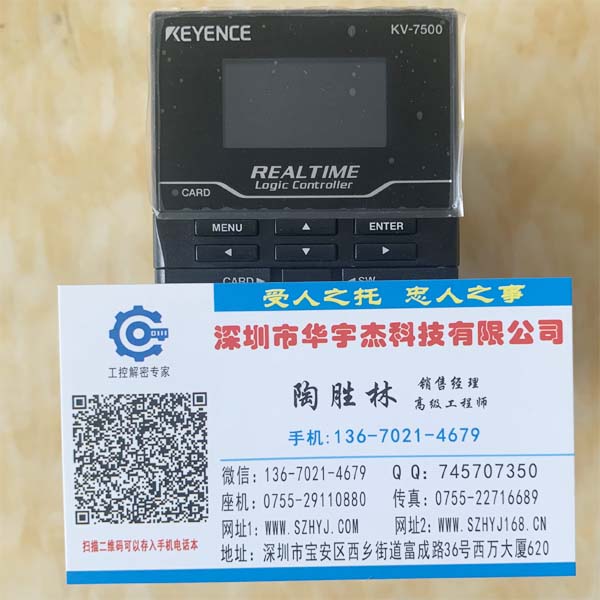 KEYENCE KV-7500
REALTIME
Logic Controller
CARD
MENU ▲ ENTER
◀ ▼ ▶
CARD▶ ◀SW
受人之托 忠人之事
深圳市华宇杰科技有限公司
工控解密专家
陶胜林 销售经理
高级工程师
手机:136-7021-4679
微信:136-7021-4679 QQ:745707350
座机:0755-29110880 传真:0755-22716689
网址1:WWW.SZHYJ.COM 网址2:WWW.SZHYJ168.CN
地址:深圳市宝安区西乡街道富成路36号西万大厦620
扫描二维码可以存入手机电话本